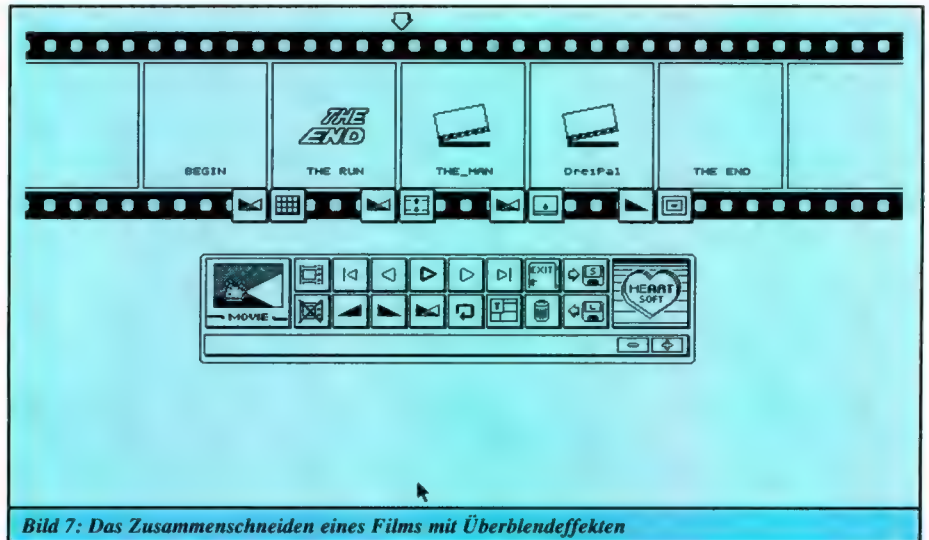 THE
END
BEGIN THE RUN THE_MAN DreiPal THE END
EXIT S
HEART
SOFT
MOVIE
T L
Bild 7: Das Zusammenschneiden eines Films mit Überblendeffekten